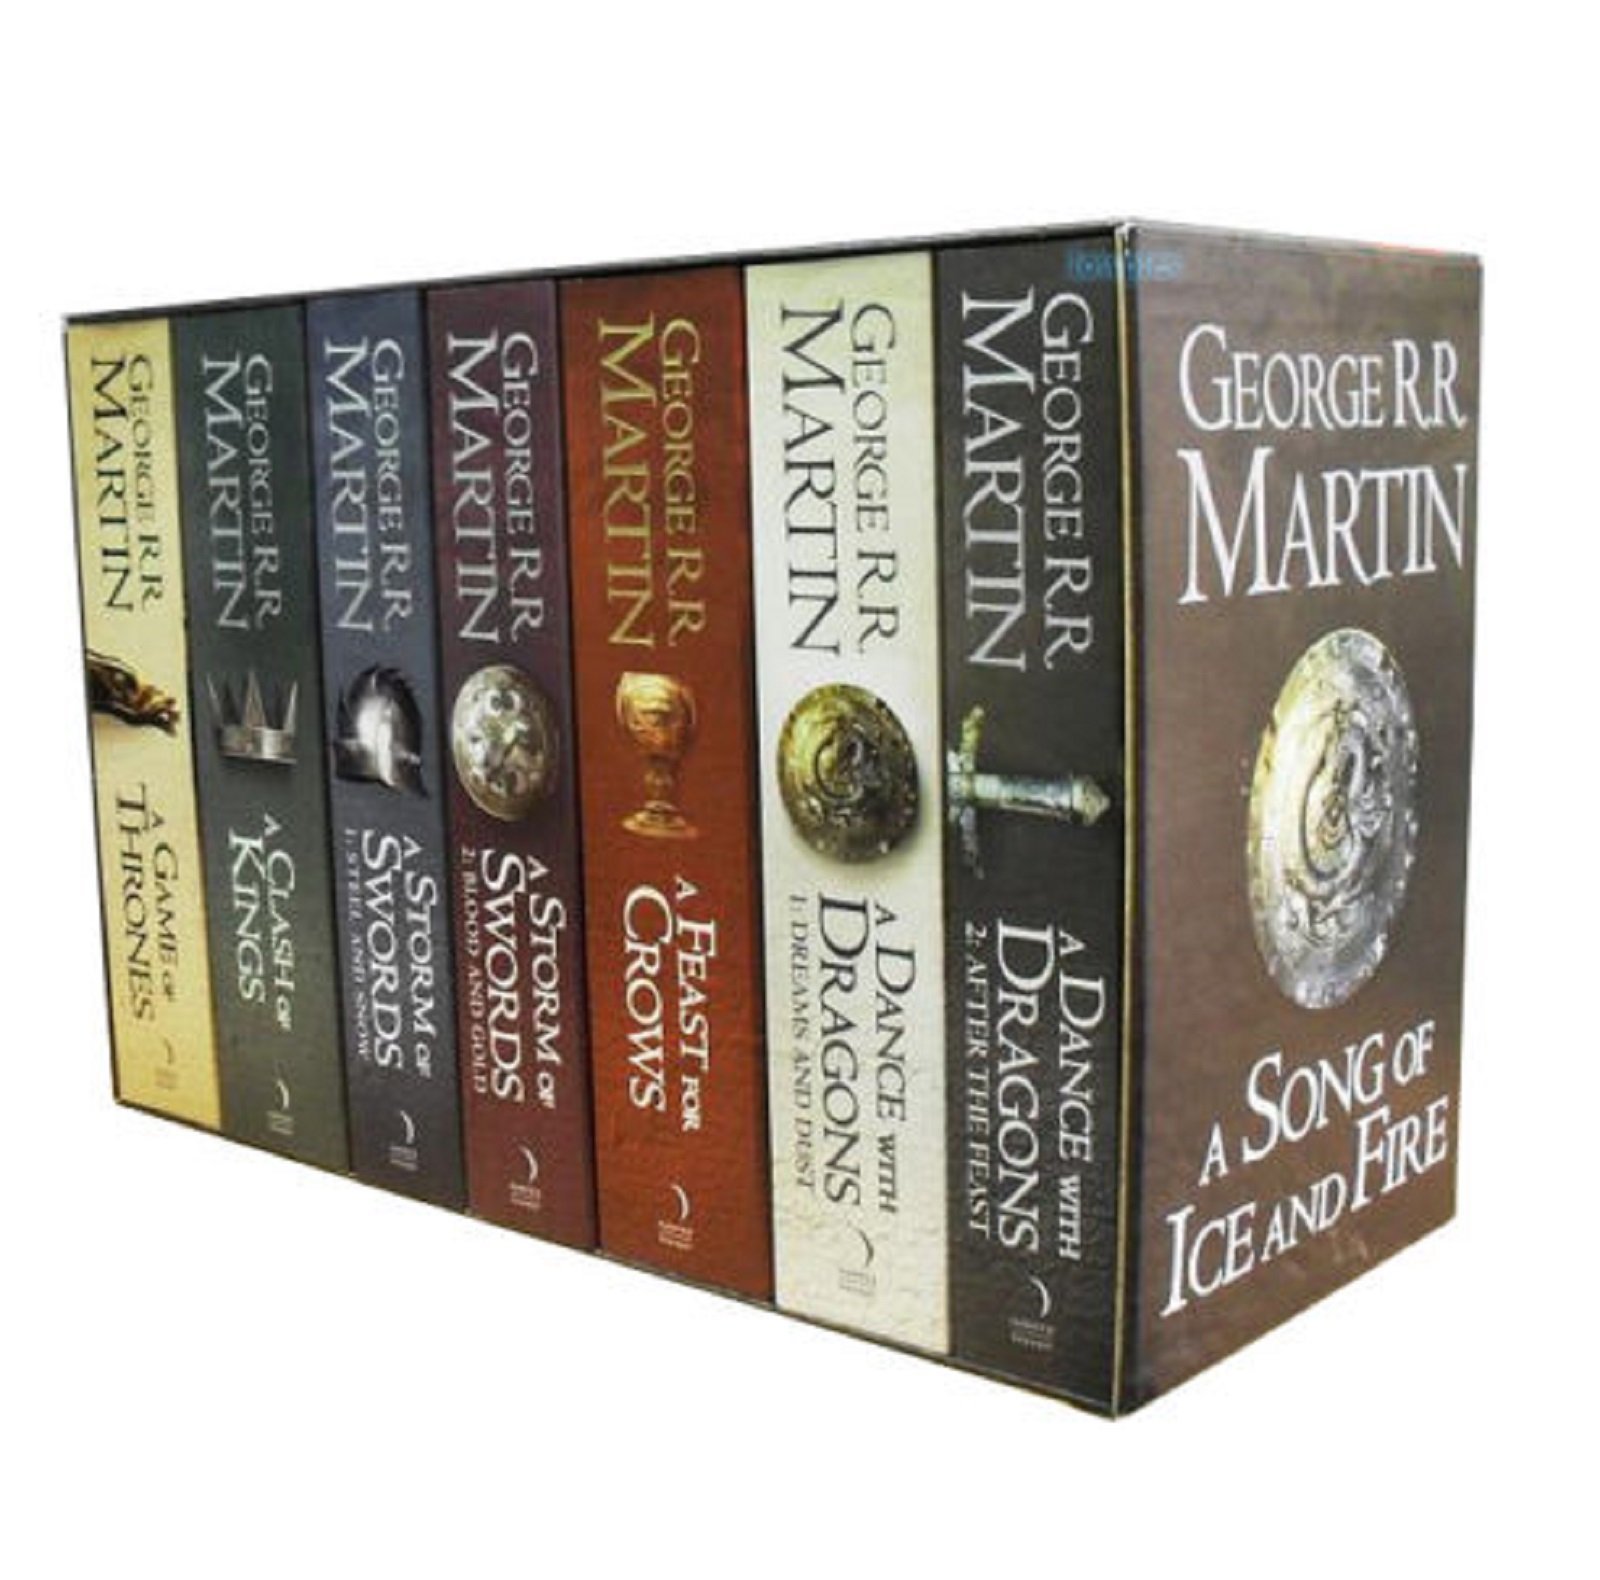 GEORGE R.R.
MARTIN
A GAME OF
THRONES
GEORGE R.R.
MARTIN
A CLASH OF
KINGS
GEORGE R.R.
MARTIN
A STORM OF
SWORDS
1: STEEL AND SNOW
GEORGE R.R.
MARTIN
A STORM OF
SWORDS
2: BLOOD AND GOLD
GEORGE R.R.
MARTIN
A FEAST FOR
CROWS
GEORGE R.R.
MARTIN
A DANCE WITH
DRAGONS
1: DREAMS AND DUST
GEORGE R.R.
MARTIN
A DANCE WITH
DRAGONS
2: AFTER THE FEAST
GEORGE R.R.
MARTIN
A SONG OF
ICE AND FIRE